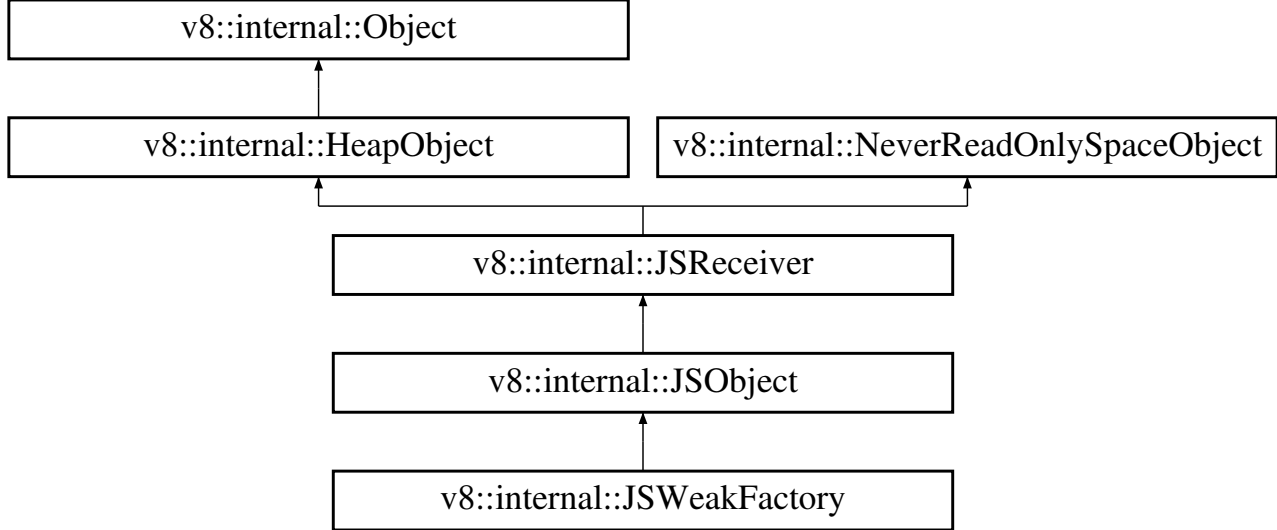 v8::internal::Object
v8::internal::HeapObject
v8::internal::NeverReadOnlySpaceObject
v8::internal::JSReceiver
v8::internal::JSObject
v8::internal::JSWeakFactory